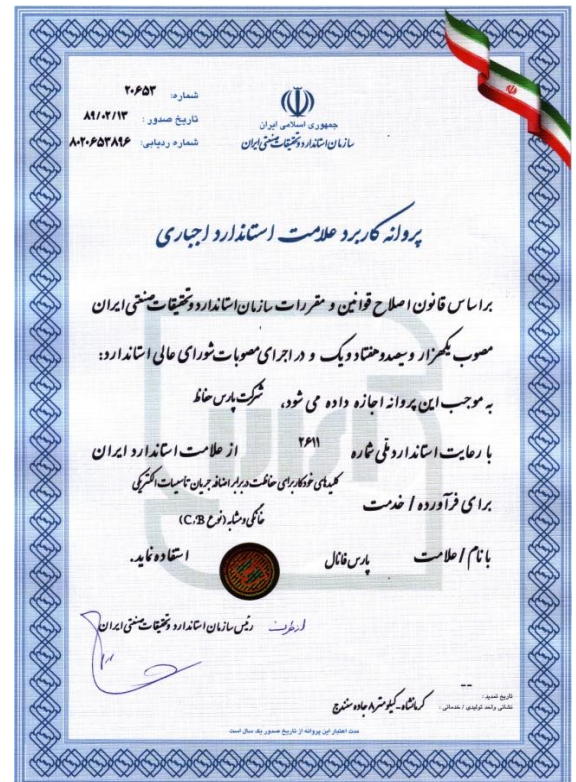 شماره: ۲۰۶۵۳
تاریخ صدور: ۸۹/۰۲/۱۳
شماره ردیابی: ۸۰۲۰۶۵۳۸۹۶
جمهوری اسلامی ایران
سازمان استاندارد و تحقیقات صنعتی ایران
پروانه کاربرد علامت استاندارد اجباری
براساس قانون اصلاح قوانین و مقررات سازمان استاندارد و تحقیقات صنعتی ایران
مصوب یکهزار و سیصد و هفتاد و یک و در اجرای مصوبات شورای عالی استاندارد:
به موجب این پروانه اجازه داده می شود، شرکت پارس حفاظ
با رعایت استاندارد ملی شماره ۲۶۱۱ از علامت استاندارد ایران
کلیدهای خودکار برای حفاظت در برابر اضافه جریان تاسیسات الکتریکی
برای فرآورده / خدمت
خانگی و مشابه (نوع C،B)
با نام / علامت پارس فانال استفاده نماید.
از طرف رئیس سازمان استاندارد و تحقیقات صنعتی ایران
تاریخ تمدید: --
نشانی واحد تولیدی / خدماتی: کرمانشاه - کیلومتر ۸ جاده سنندج
مدت اعتبار این پروانه از تاریخ صدور یک سال است